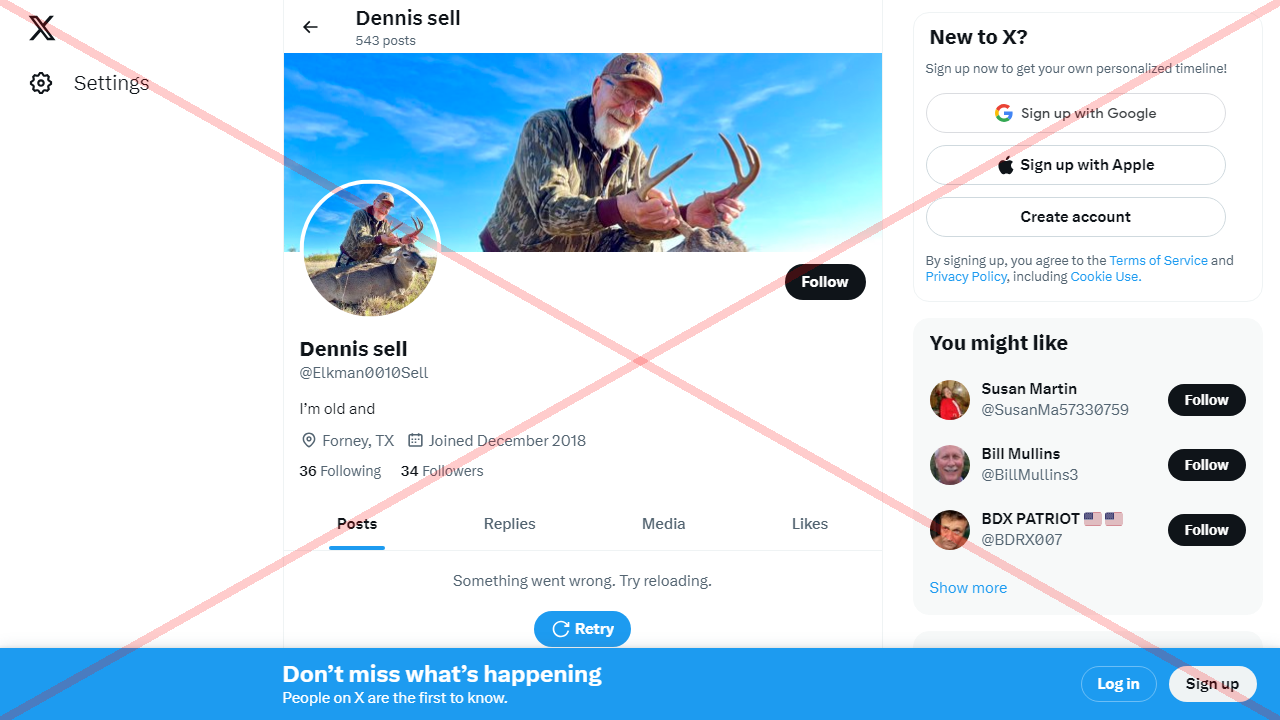 Settings
Dennis sell
543 posts
Follow
Dennis sell
@Elkman0010Sell
I'm old and
Forney, TX Joined December 2018
36 Following 34 Followers
Posts Replies Media Likes
Something went wrong. Try reloading.
Retry
New to X?
Sign up now to get your own personalized timeline!
Sign up with Google
Sign up with Apple
Create account
By signing up, you agree to the Terms of Service and
Privacy Policy, including Cookie Use.
You might like
Susan Martin
@SusanMa57330759
Follow
Bill Mullins
@BillMullins3
Follow
BDX PATRIOT 🇺🇸🇺🇸
@BDRX007
Follow
Show more
Don't miss what's happening
People on X are the first to know.
Log in
Sign up